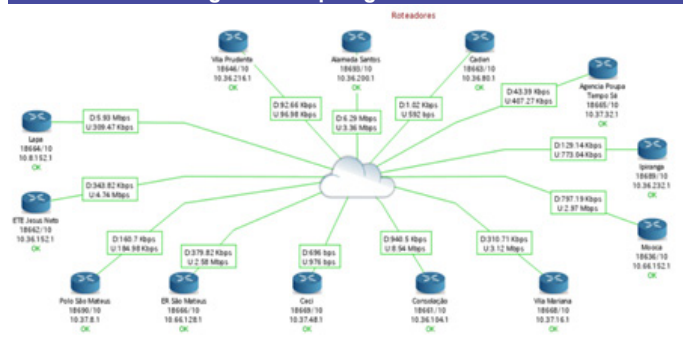 Roteadores
Vila Prudente
18646/10
10.36.216.1
OK
Alameda Santos
18693/10
10.36.200.1
OK
18663/10
10.36.80.1
OK
Agencia Poupa
Tempo Sé
18665/10
10.37.32.1
OK
D:92.66 Kbps
U:96.98 Kbps
D:6.29 Mbps
U:3.36 Mbps
D:1.02 Kbps
U:592 bps
D:43.39 Kbps
U:407.27 Kbps
Lapa
18664/10
10.8.152.1
OK
D:5.93 Mbps
U:309.47 Kbps
D:129.14 Kbps
U:773.04 Kbps
Ipiranga
18689/10
10.36.232.1
OK
ETE Jesus Neto
18662/10
10.36.152.1
OK
D:343.82 Kbps
U:4.74 Mbps
D:797.19 Kbps
U:2.97 Mbps
Mooca
18636/10
10.66.152.1
OK
D:160.7 Kbps
U:184.98 Kbps
D:379.82 Kbps
U:2.58 Mbps
D:696 bps
U:976 bps
D:940.5 Kbps
U:8.54 Mbps
D:310.71 Kbps
U:3.12 Mbps
Polo São Mateus
18690/10
10.37.8.1
OK
ER São Mateus
18666/10
10.66.128.1
OK
Ceci
18669/10
10.37.48.1
OK
Consolação
18661/10
10.36.104.1
OK
Vila Mariana
18668/10
10.37.16.1
OK